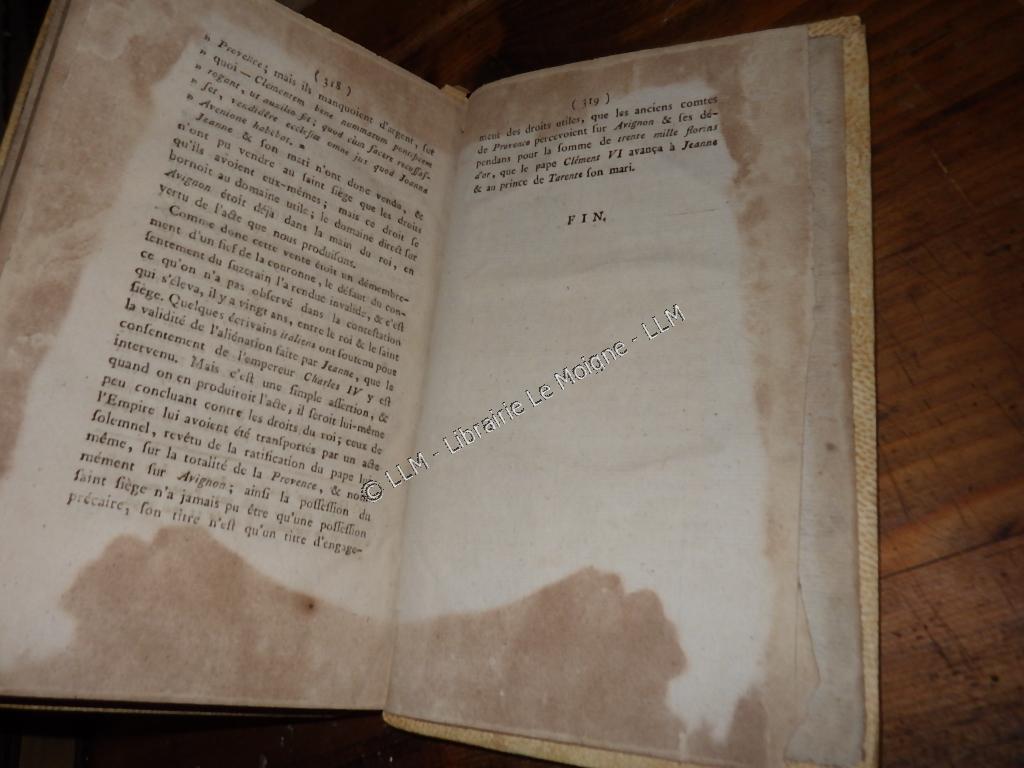 ( 318 )
» Provence; mais ils manquoient d'argent, sur
» quoi — Clementem bene nummatum pontificem
» rogant, ut auxilio sit; quod cùm facere recusſaſ-
» ſet, vendidêre eccleſiæ omne jus quod Joanna
» Avenione habebat. »
Jeanne & ſon mari n'ont donc vendu, &
n'ont pu vendre au ſaint ſiège que les droits
qu'ils avoient eux-mêmes; mais ce droit ſe
bornoit au domaine utile; le domaine direct ſur
Avignon étoit déjà dans la main du roi, en
vertu de l'acte que nous produiſons.
Comme donc cette vente étoit un démembre-
ment d'un fief de la couronne, le défaut du con-
ſentement du ſuzerain l'a rendue invalide, & c'eſt
ce qu'on n'a pas obſervé dans la conteſtation
qui s'éleva, il y a vingt ans, entre le roi & le ſaint
ſiège. Quelques écrivains italiens ont ſoutenu pour
la validité de l'aliénation faite par Jeanne, que le
conſentement de l'empereur Charles IV y eſt
intervenu. Mais c'eſt une ſimple aſſertion, &
quand on en produiroit l'acte, il ſeroit lui-même
peu concluant contre les droits du roi; ceux de
l'Empire lui avoient été tranſportés par un acte
ſolemnel, revêtu de la ratification du pape lui-
même, ſur la totalité de la Provence, & nom-
mément ſur Avignon; ainſi la poſſeſſion du
ſaint ſiège n'a jamais pu être qu'une poſſeſſion
précaire; ſon titre n'eſt qu'un titre d'engage-
( 319 )
ment des droits utiles, que les anciens comtes
de Provence percevoient ſur Avignon & ſes dé-
pendans pour la ſomme de trente mille florins
d'or, que le pape Clément VI avança à Jeanne
& au prince de Tarente ſon mari.
FIN.
© LLM - Librairie Le Moigne - LLM